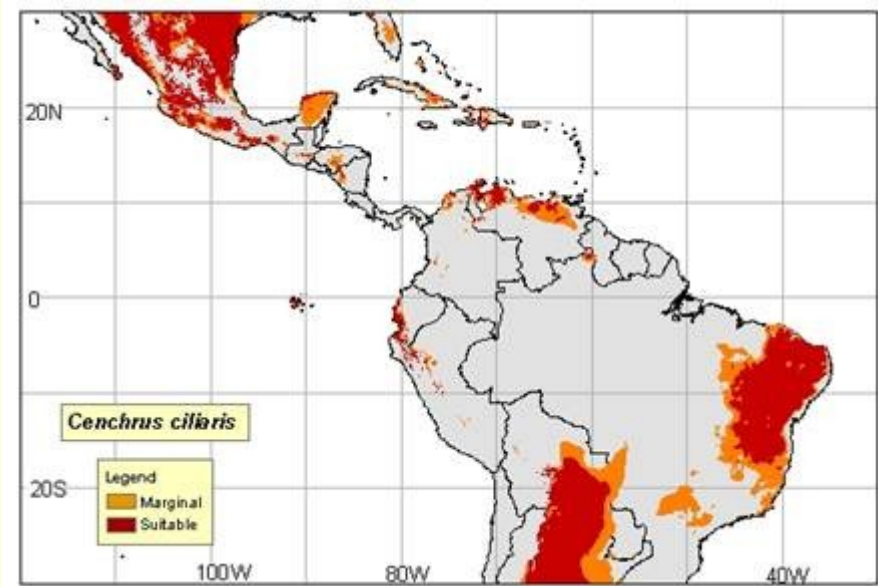 20N
0
Cenchrus ciliaris
Legend
Marginal
Suitable
20S
100W 80W 40W